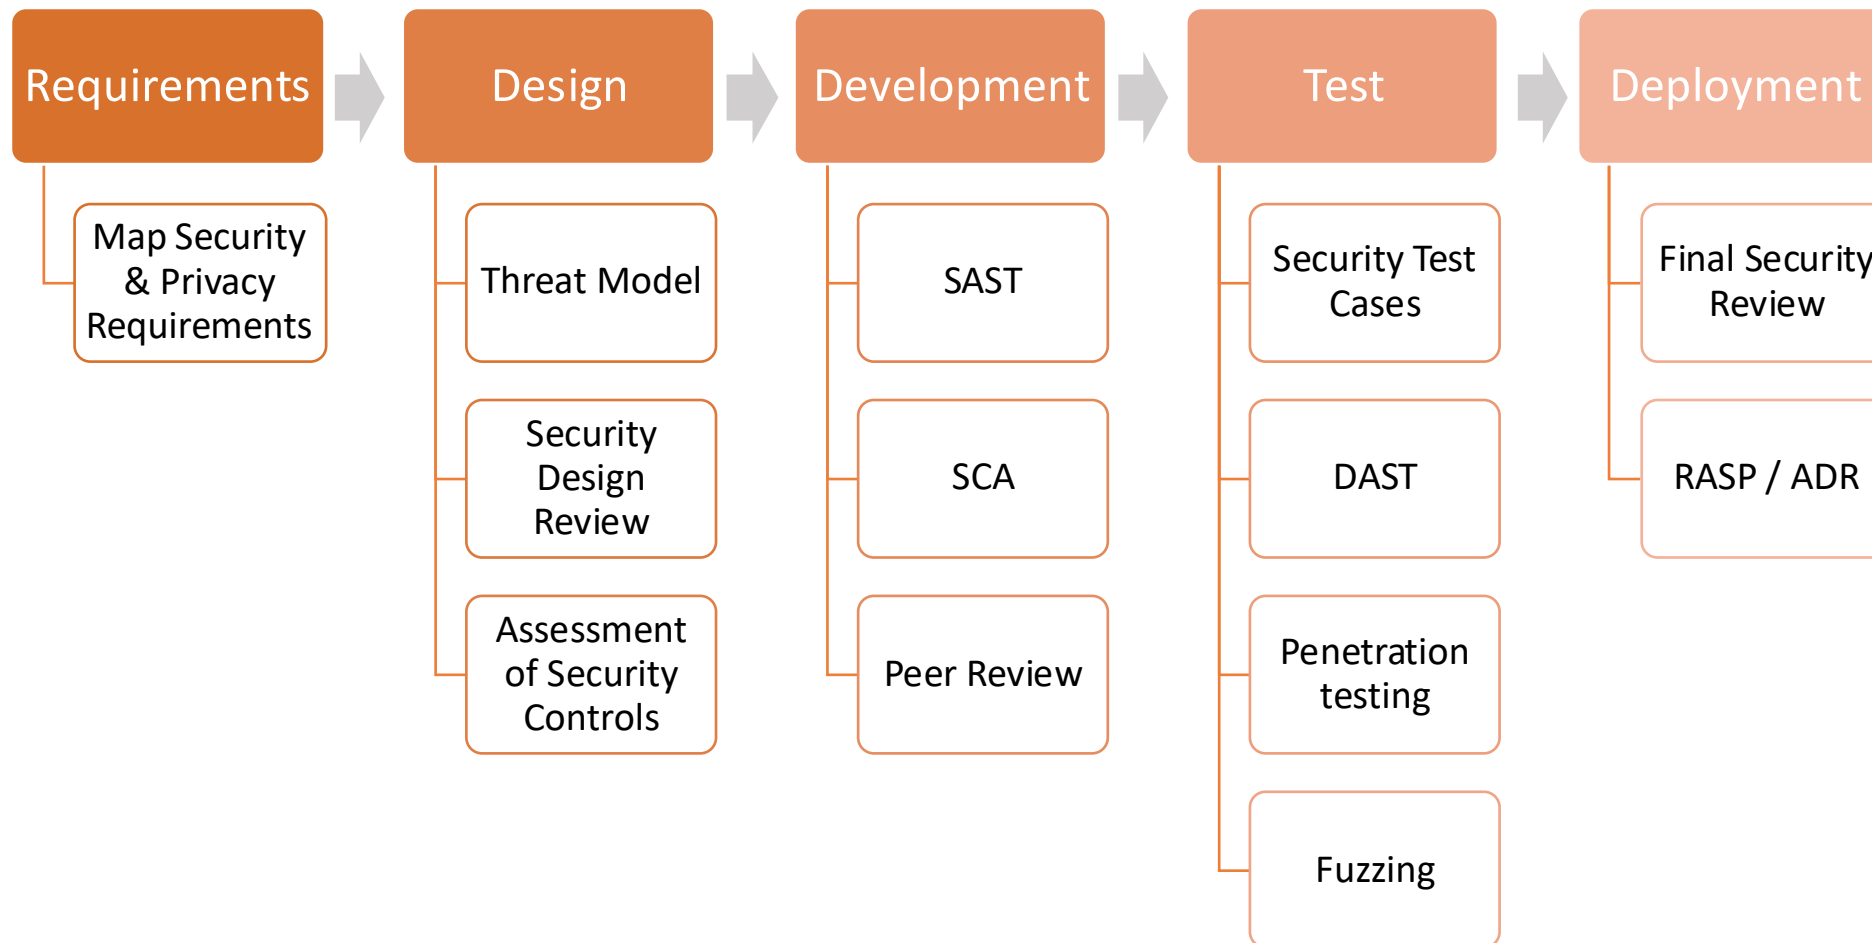 Requirements
Design
Development
Test
Deployment
Map Security
& Privacy
Requirements
Threat Model
Security
Design
Review
Assessment
of Security
Controls
SAST
SCA
Peer Review
Security Test
Cases
DAST
Penetration
testing
Fuzzing
Final Security
Review
RASP / ADR